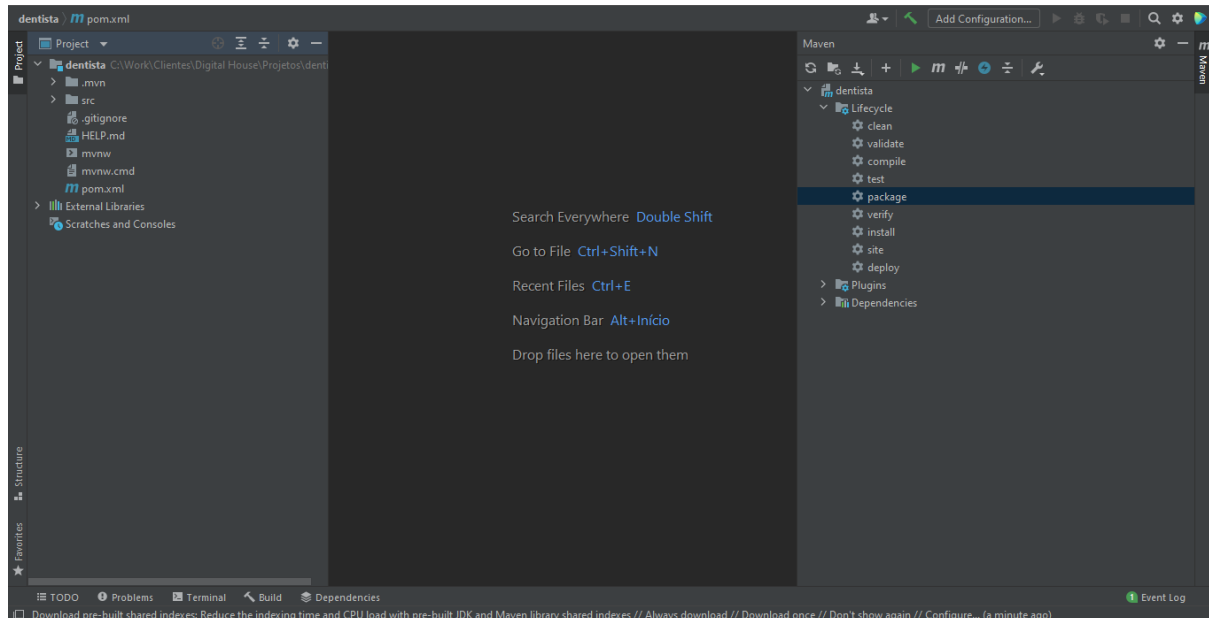 dentista 〉 m pom.xml
Add Configuration...
Project
Project
dentista C:\Work\Clientes\Digital House\Projetos\denti
.mvn
src
.gitignore
HELP.md
mvnw
mvnw.cmd
m pom.xml
External Libraries
Scratches and Consoles
Structure
Favorites
Search Everywhere Double Shift
Go to File Ctrl+Shift+N
Recent Files Ctrl+E
Navigation Bar Alt+Início
Drop files here to open them
Maven
m
dentista
Lifecycle
clean
validate
compile
test
package
verify
install
site
deploy
Plugins
Dependencies
m Maven
TODO
Problems
Terminal
Build
Dependencies
1 Event Log
Download pre-built shared indexes: Reduce the indexing time and CPU load with pre-built JDK and Maven library shared indexes // Always download // Download once // Don't show again // Configure... (a minute ago)